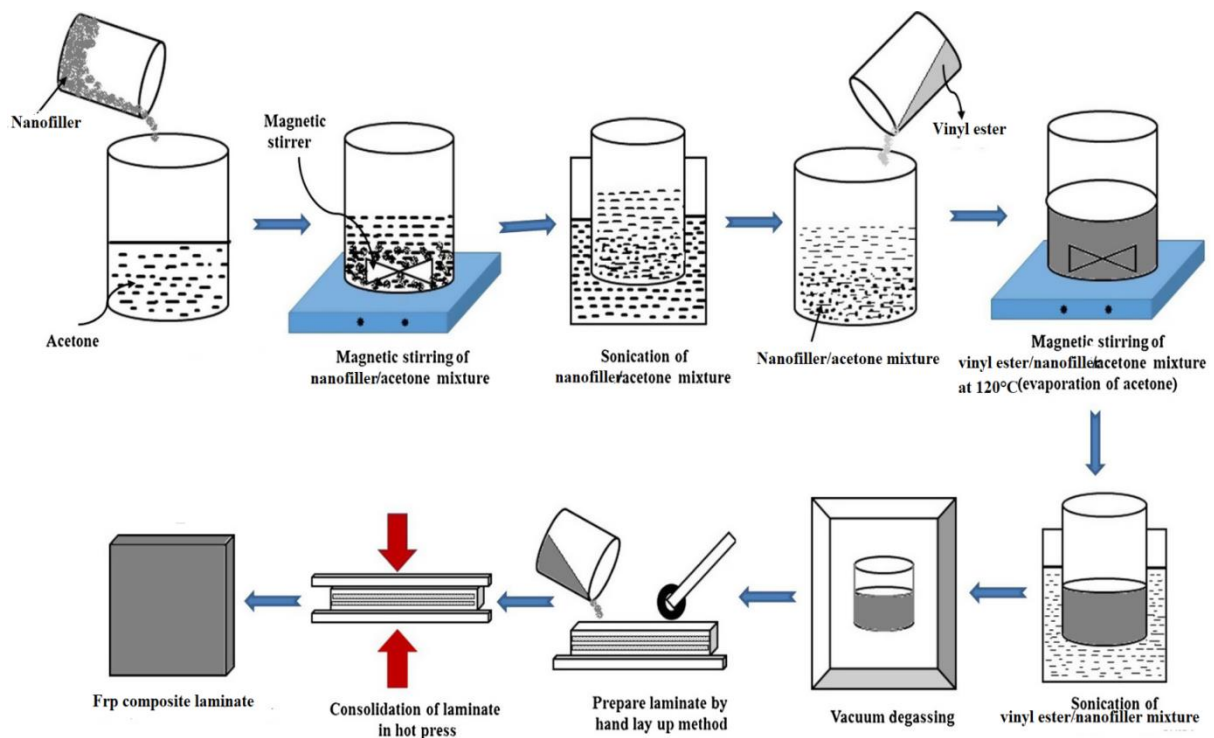 Nanofiller
Acetone
Magnetic
stirrer
Magnetic stirring of
nanofiller/acetone mixture
Sonication of
nanofiller/acetone mixture
Vinyl ester
Nanofiller/acetone mixture
Magnetic stirring of
vinyl ester/nanofiller/acetone mixture
at 120°C (evaporation of acetone)
Sonication of
vinyl ester/nanofiller mixture
Vacuum degassing
Prepare laminate by
hand lay up method
Consolidation of laminate
in hot press
Frp composite laminate